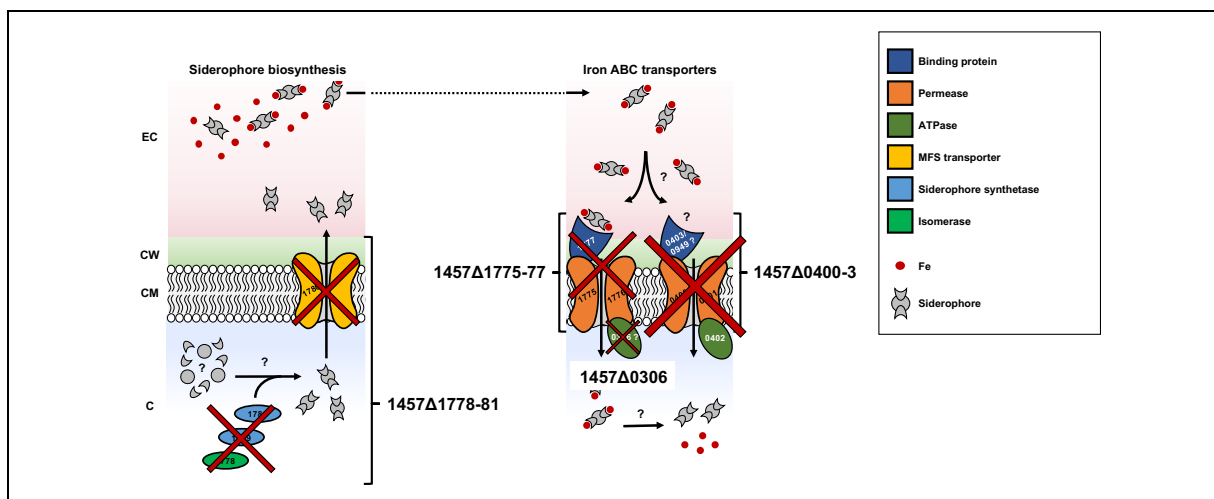 Siderophore biosynthesis
Iron ABC transporters
EC
CW
CM
C
?
?
?
?
0403/
0949 ?
1775
1776
0402
?
?
1457Δ1775-77
1457Δ0400-3
1457Δ0306
1457Δ1778-81
Binding protein
Permease
ATPase
MFS transporter
Siderophore synthetase
Isomerase
Fe
Siderophore